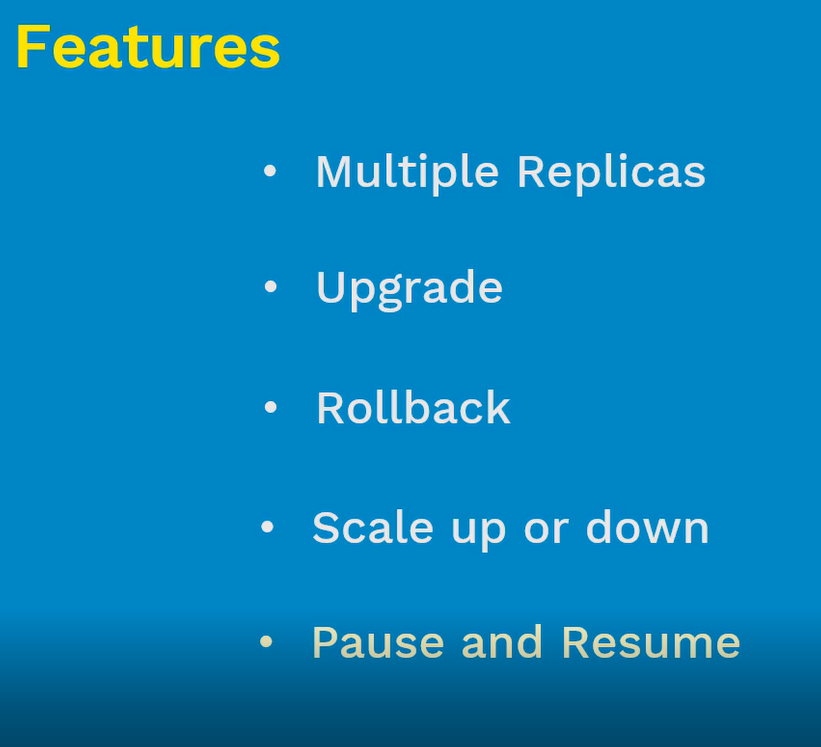 Features
• Multiple Replicas
• Upgrade
• Rollback
• Scale up or down
• Pause and Resume